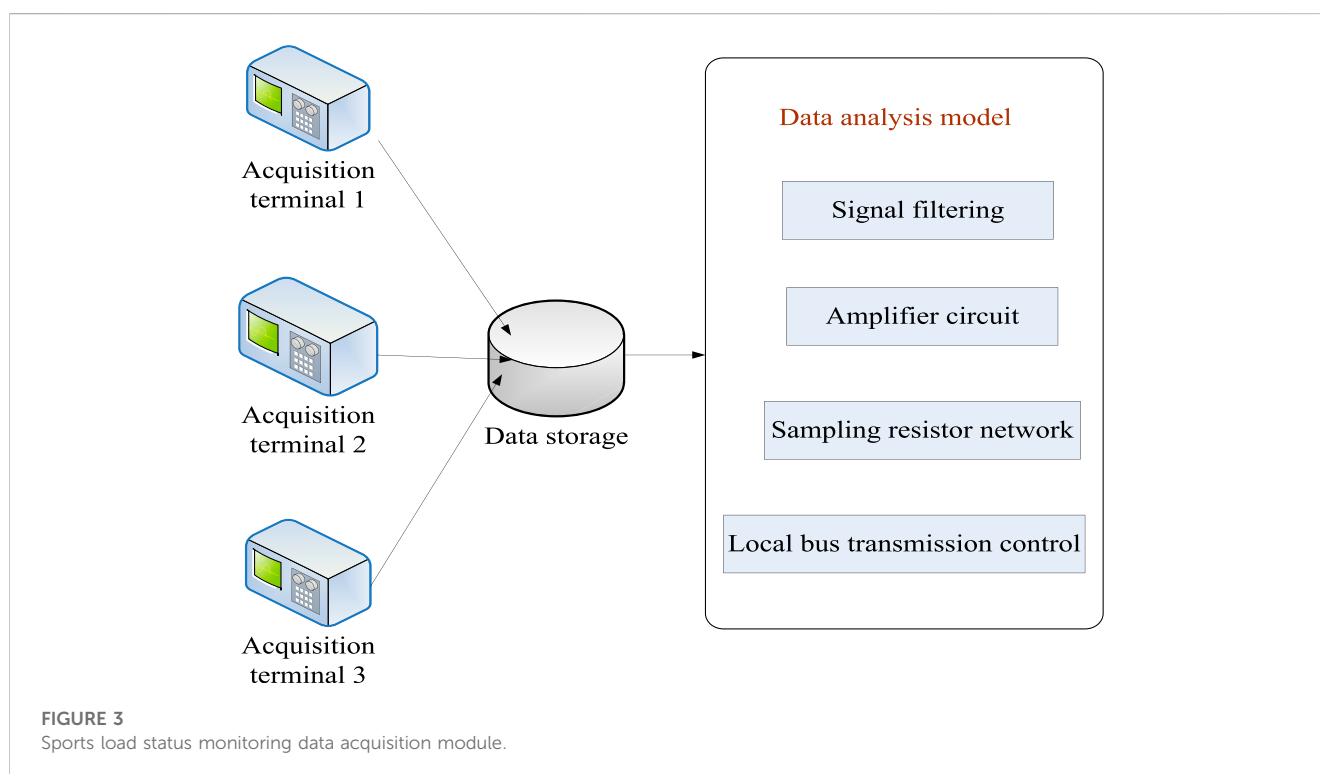 Acquisition
terminal 1
Acquisition
terminal 2
Acquisition
terminal 3
Data storage
Data analysis model
Signal filtering
Amplifier circuit
Sampling resistor network
Local bus transmission control
FIGURE 3
Sports load status monitoring data acquisition module.